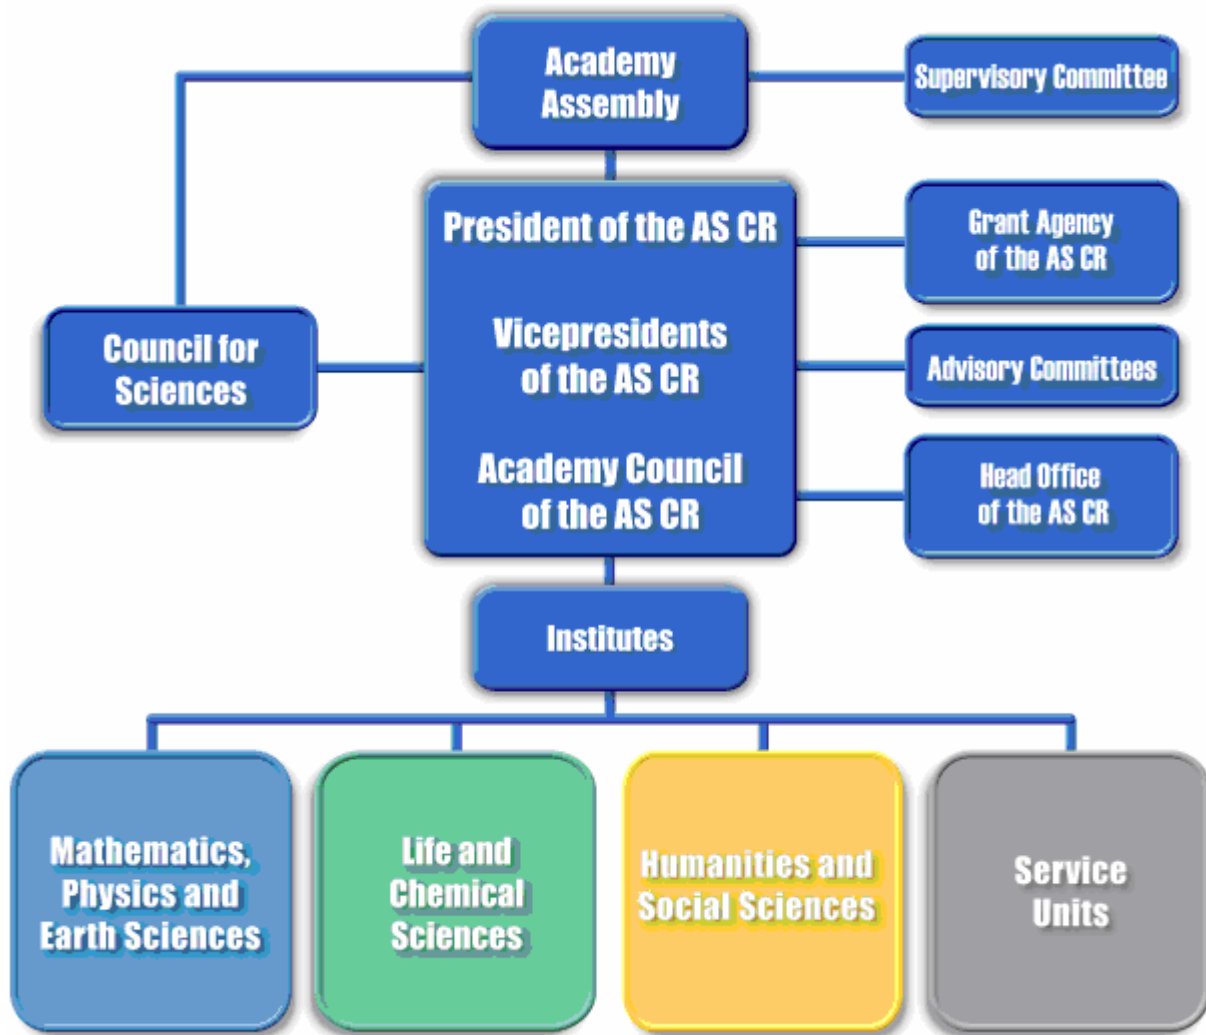 Academy
Assembly
Supervisory Committee
President of the AS CR
Grant Agency
of the AS CR
Council for
Sciences
Vicepresidents
of the AS CR
Advisory Committees
Academy Council
of the AS CR
Head Office
of the AS CR
Institutes
Mathematics,
Physics and
Earth Sciences
Life and
Chemical
Sciences
Humanities and
Social Sciences
Service
Units